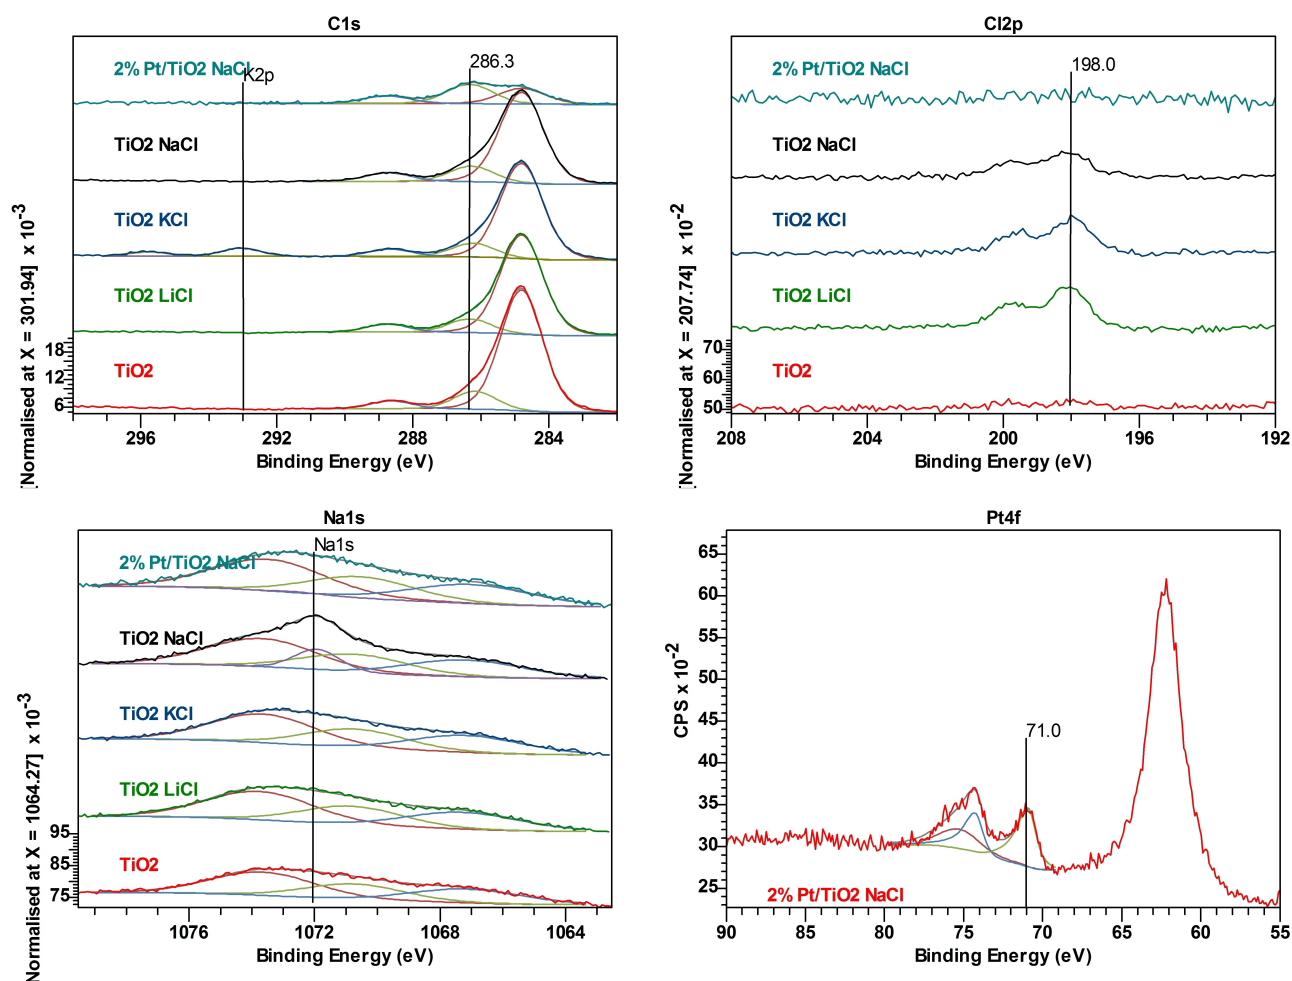 C1s
2% Pt/TiO2 NaCl
K2p
286.3
TiO2 NaCl
TiO2 KCl
TiO2 LiCl
TiO2
[Normalised at X = 301.94] x 10-3
18
12
6
296
292
288
284
Binding Energy (eV)
Cl2p
2% Pt/TiO2 NaCl
198.0
TiO2 NaCl
TiO2 KCl
TiO2 LiCl
TiO2
[Normalised at X = 207.74] x 10-2
70
60
50
208
204
200
196
192
Binding Energy (eV)
Na1s
2% Pt/TiO2 NaCl
Na1s
TiO2 NaCl
TiO2 KCl
TiO2 LiCl
TiO2
[Normalised at X = 1064.27] x 10-3
95
85
75
1076
1072
1068
1064
Binding Energy (eV)
Pt4f
CPS x 10-2
65
60
55
50
45
40
35
30
25
71.0
2% Pt/TiO2 NaCl
90
85
80
75
70
65
60
55
Binding Energy (eV)